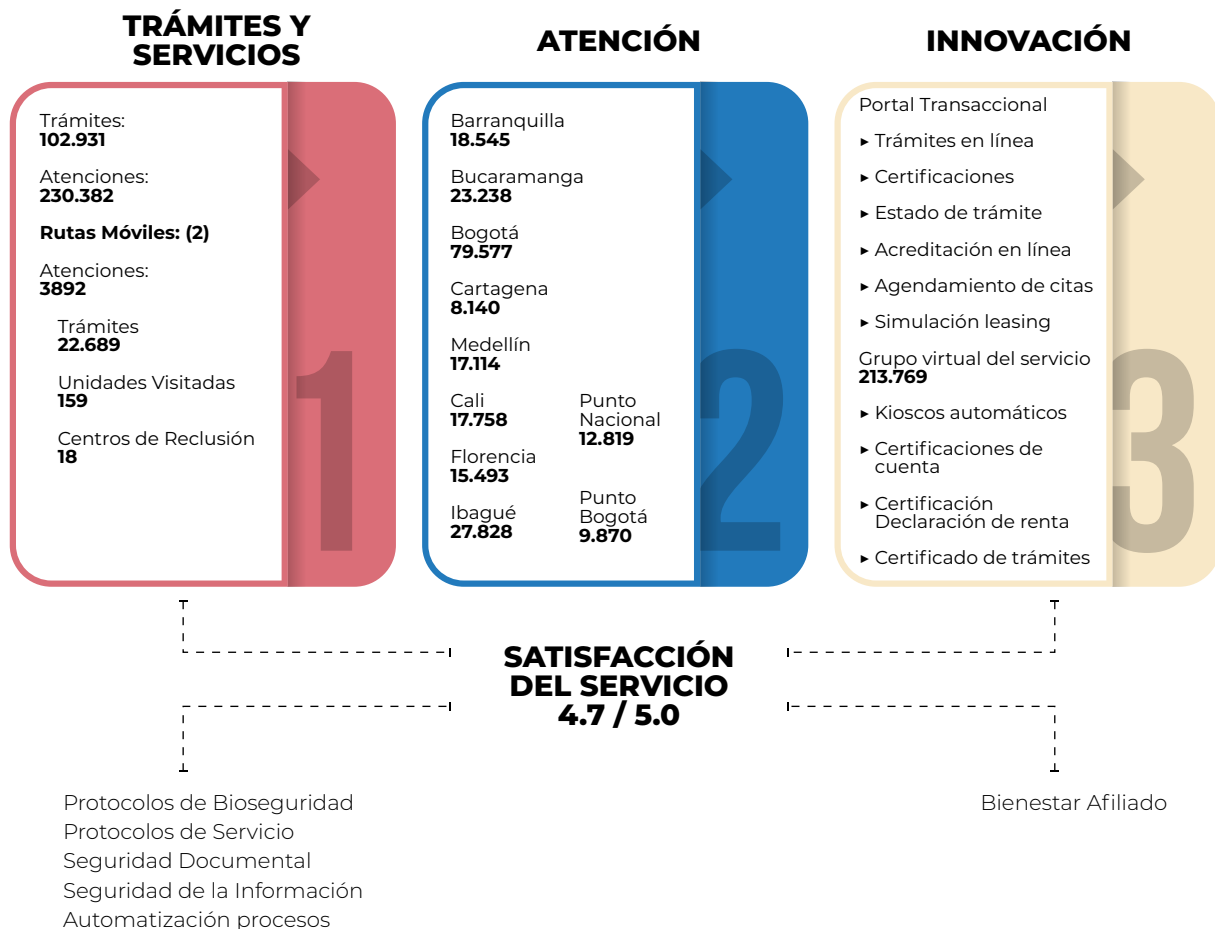 TRÁMITES Y
SERVICIOS
Trámites:
102.931
Atenciones:
230.382
Rutas Móviles: (2)
Atenciones:
3892
Trámites
22.689
Unidades Visitadas
159
Centros de Reclusión
18
1
ATENCIÓN
Barranquilla
18.545
Bucaramanga
23.238
Bogotá
79.577
Cartagena
8.140
Medellín
17.114
Cali
17.758
Florencia
15.493
Ibagué
27.828
Punto
Nacional
12.819
Punto
Bogotá
9.870
2
INNOVACIÓN
Portal Transaccional
▸ Trámites en línea
▸ Certificaciones
▸ Estado de trámite
▸ Acreditación en línea
▸ Agendamiento de citas
▸ Simulación leasing
Grupo virtual del servicio
213.769
▸ Kioscos automáticos
▸ Certificaciones de
cuenta
▸ Certificación
Declaración de renta
▸ Certificado de trámites
3
SATISFACCIÓN
DEL SERVICIO
4.7 / 5.0
Protocolos de Bioseguridad
Protocolos de Servicio
Seguridad Documental
Seguridad de la Información
Automatización procesos
Bienestar Afiliado